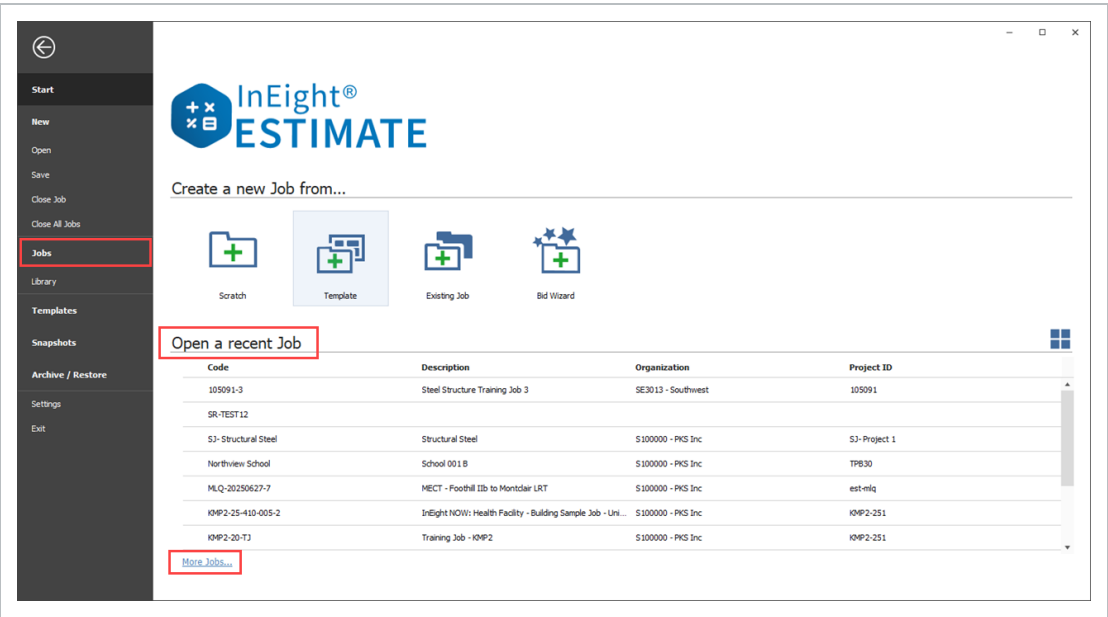 Start
New
Open
Save
Close Job
Close All Jobs
Jobs
Library
Templates
Snapshots
Archive / Restore
Settings
Exit
InEight®
ESTIMATE
Create a new Job from...
Scratch Template Existing Job Bid Wizard
Open a recent Job
Code Description Organization Project ID
105091-3 Steel Structure Training Job 3 SE3013 - Southwest 105091
SR-TEST12
SJ- Structural Steel Structural Steel S100000 - PKS Inc SJ- Project 1
Northview School School 001 B S100000 - PKS Inc TPB30
MLQ-20250627-7 MECT - Foothill IIb to Montclair LRT S100000 - PKS Inc est-mlq
KMP2-25-410-005-2 InEight NOW: Health Facility - Building Sample Job - Uni... S100000 - PKS Inc KMP2-251
KMP2-20-TJ Training Job - KMP2 S100000 - PKS Inc KMP2-251
More Jobs...